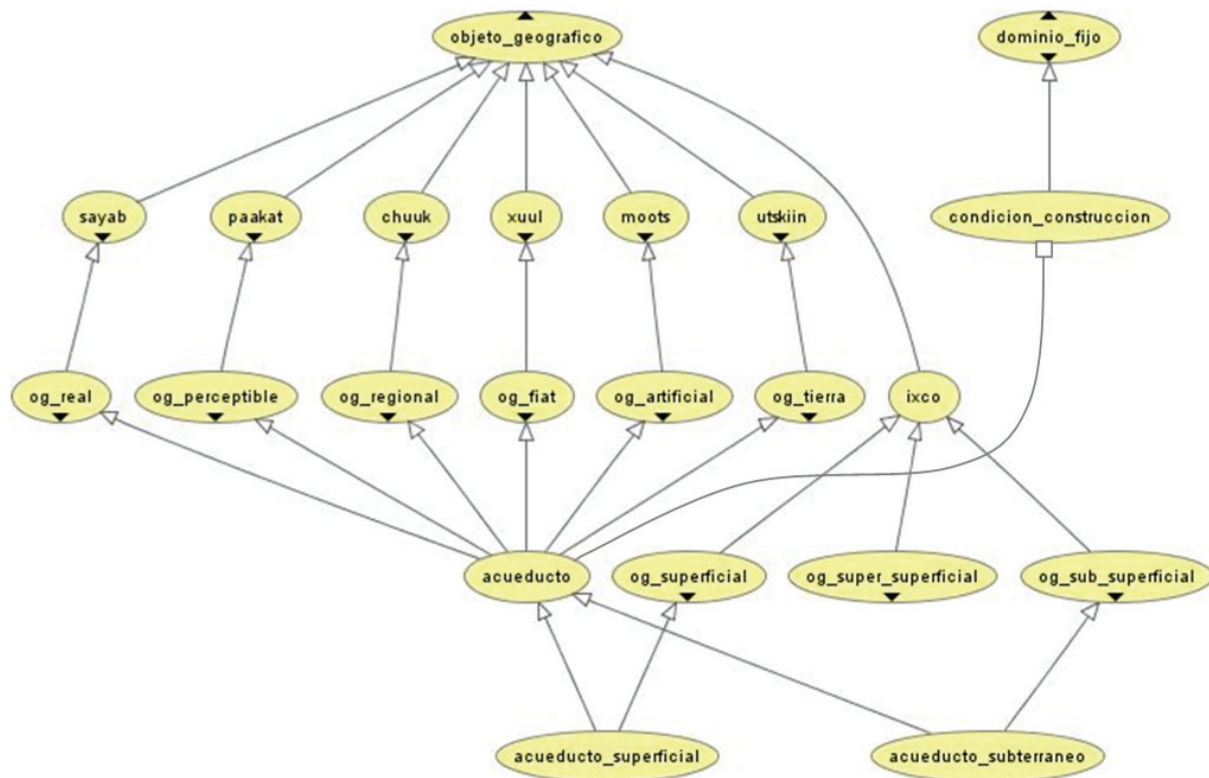 objeto_geografico
dominio_fijo
sayab
paakat
chuuk
xuul
moots
utskiin
condicion_construccion
og_real
og_perceptible
og_regional
og_fiat
og_artificial
og_tierra
ixco
acueducto
og_superficial
og_super_superficial
og_sub_superficial
acueducto_superficial
acueducto_subterraneo